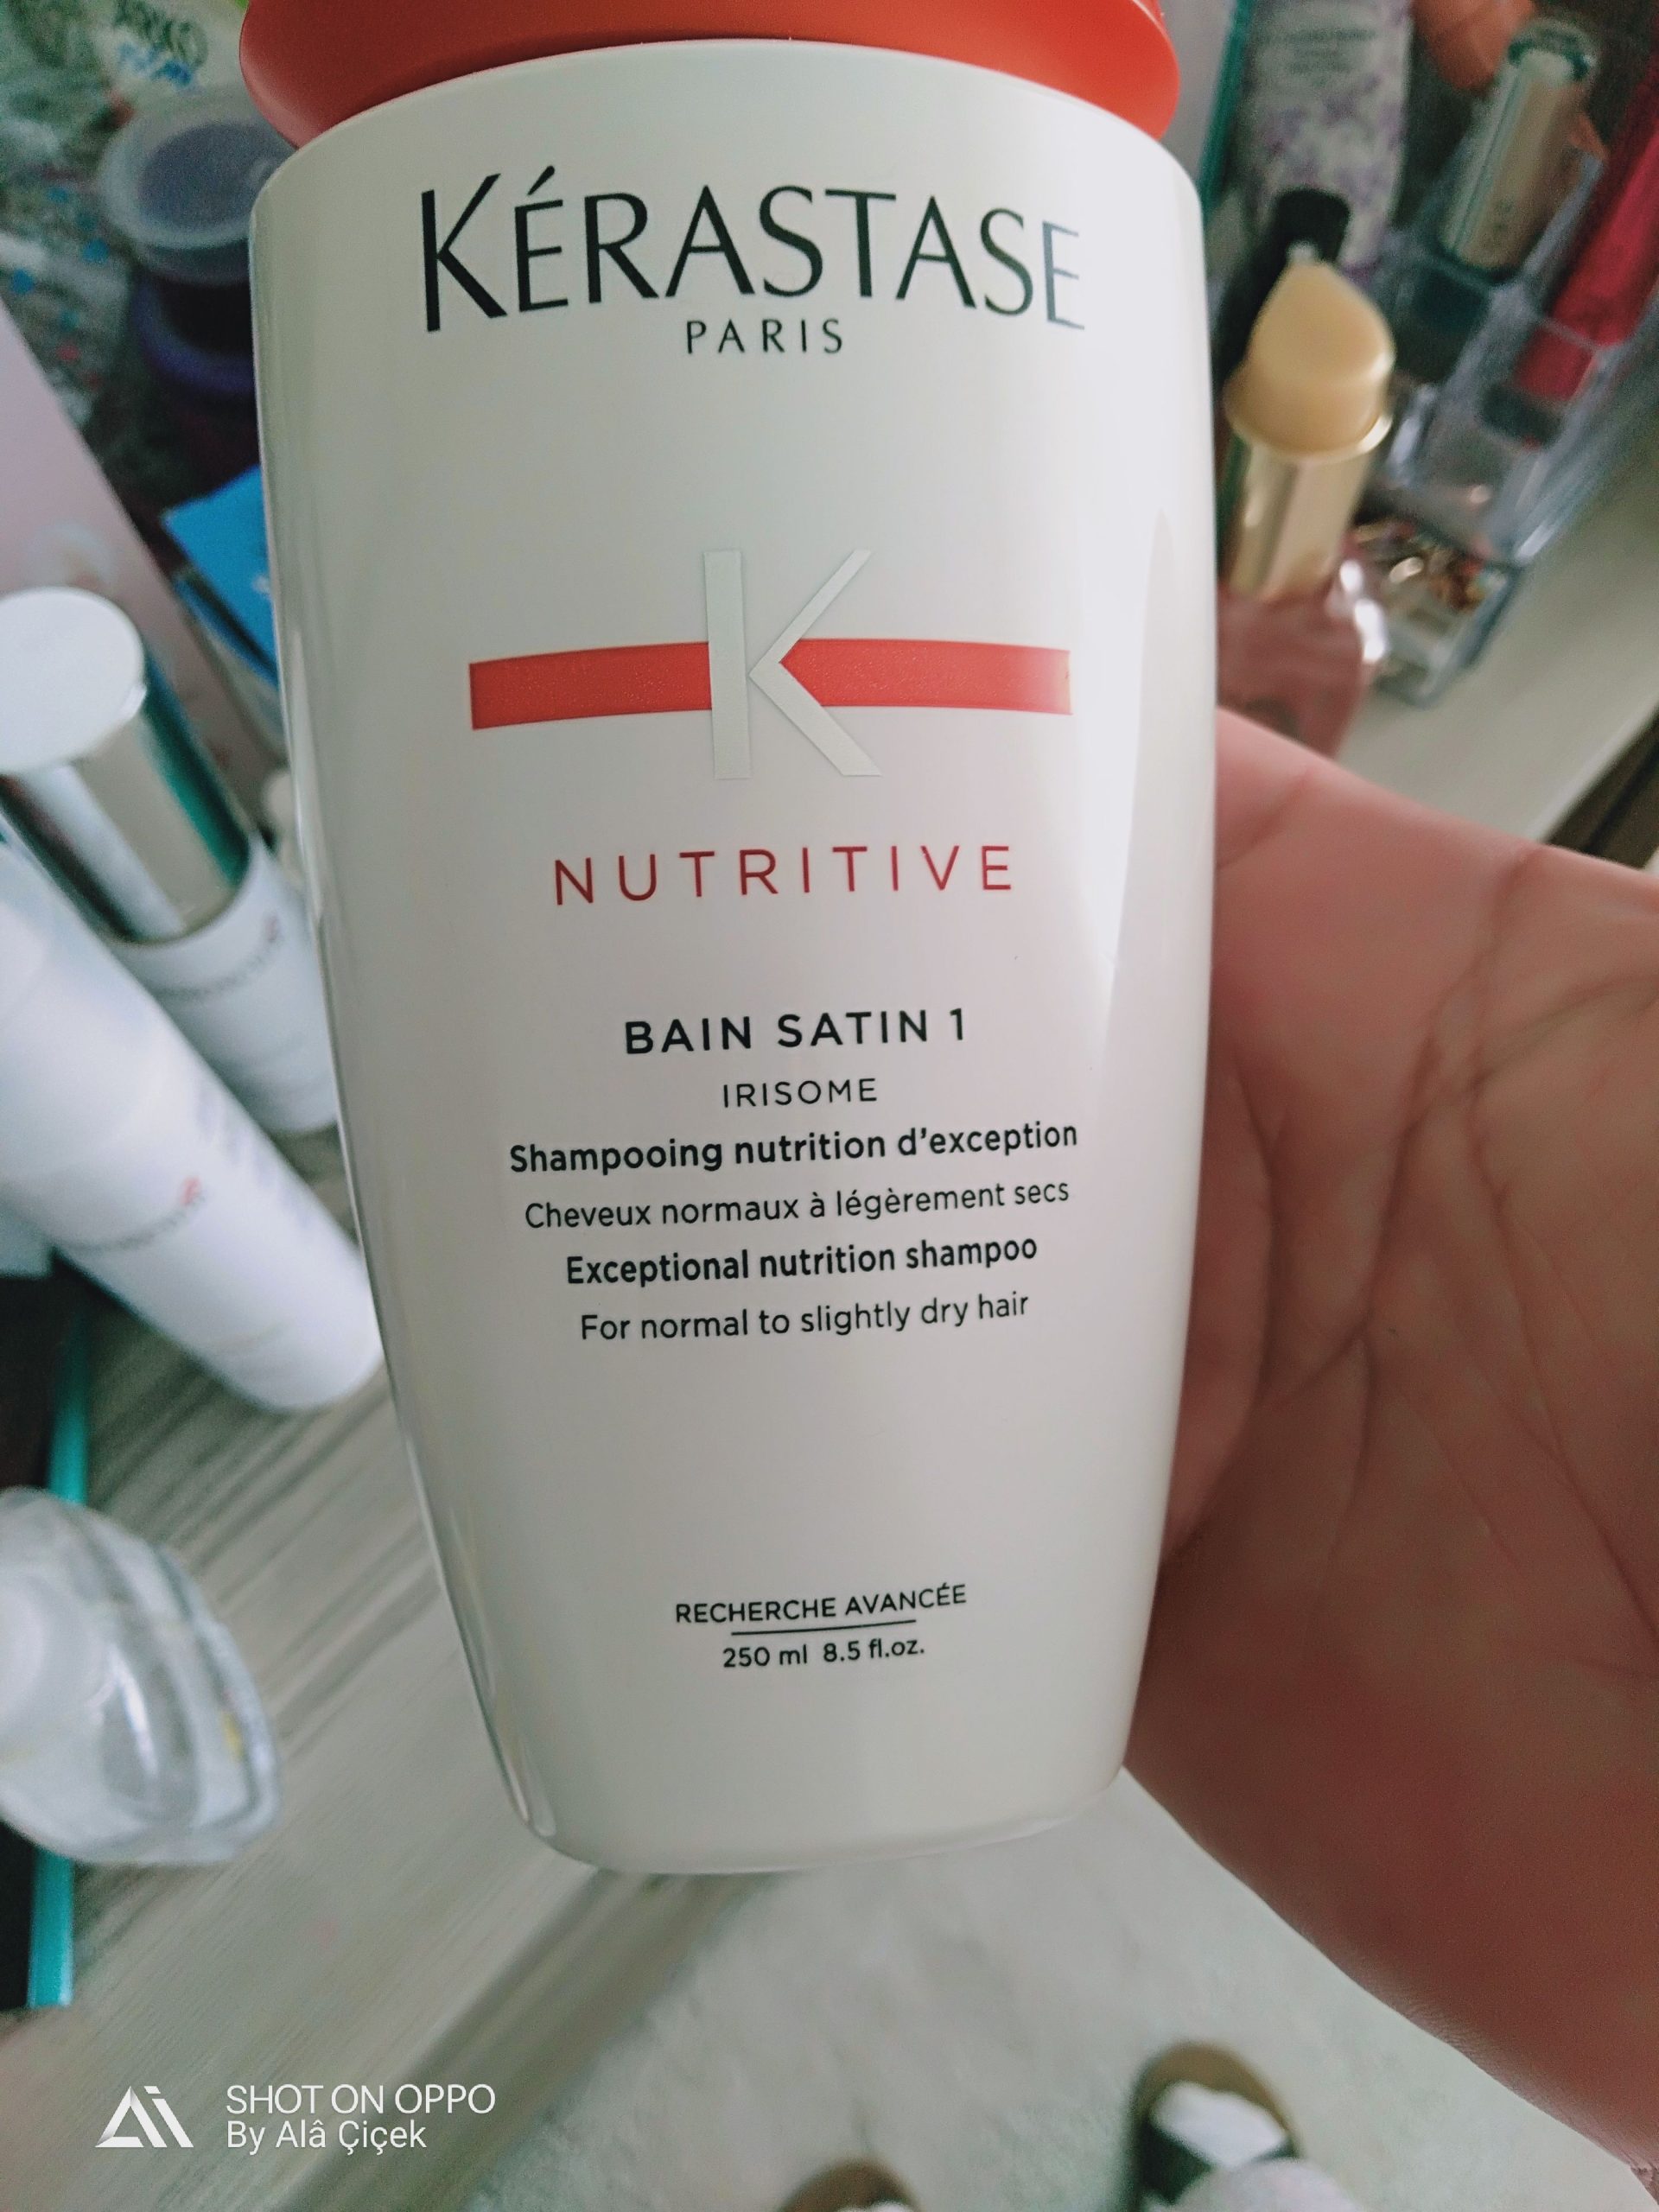 KÉRASTASE
PARIS
K
NUTRITIVE
BAIN SATIN 1
IRISOME
Shampooing nutrition d'exception
Cheveux normaux à légèrement secs
Exceptional nutrition shampoo
For normal to slightly dry hair
RECHERCHE AVANCÉE
250 ml 8.5 fl.oz.
SHOT ON OPPO
By Alâ Çiçek